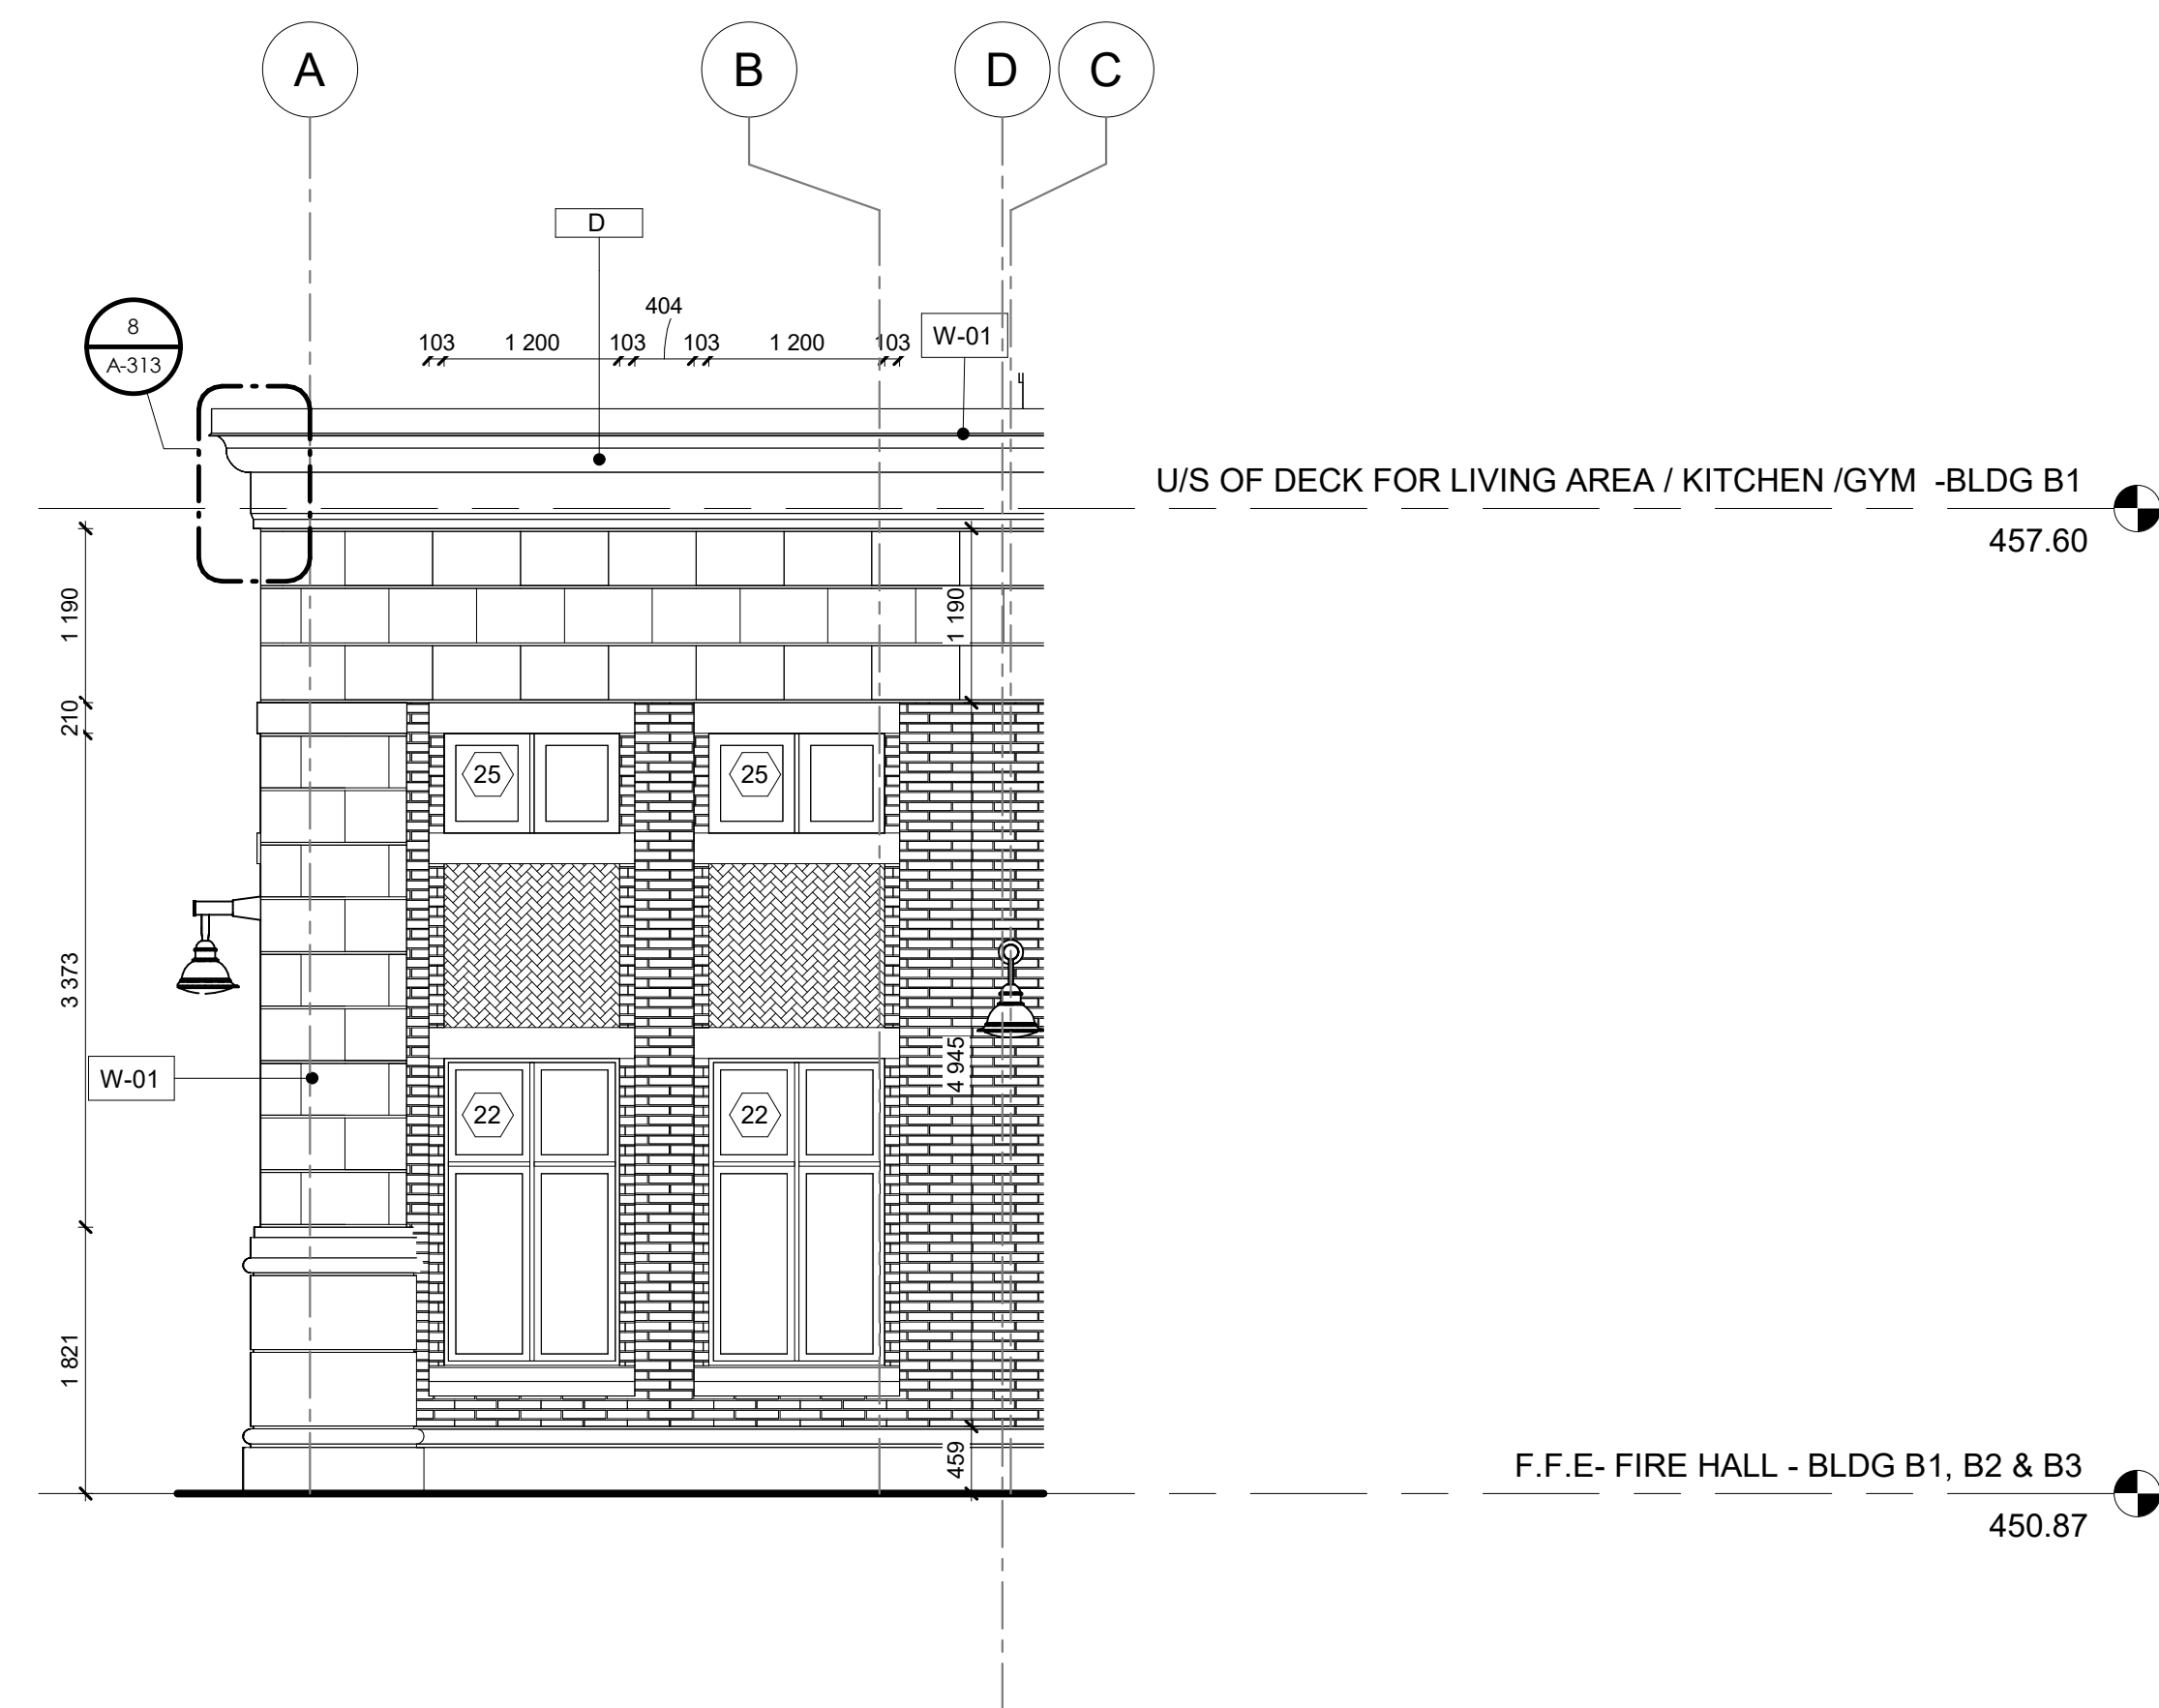 A
B
D
C
D
404
103
1 200
103
103
1 200
103
W-01
8
A-313
U/S OF DECK FOR LIVING AREA / KITCHEN /GYM -BLDG B1
457.60
1 190
1 190
210
25
25
3 373
4 945
W-01
22
22
1 821
459
F.F.E- FIRE HALL - BLDG B1, B2 & B3
450.87